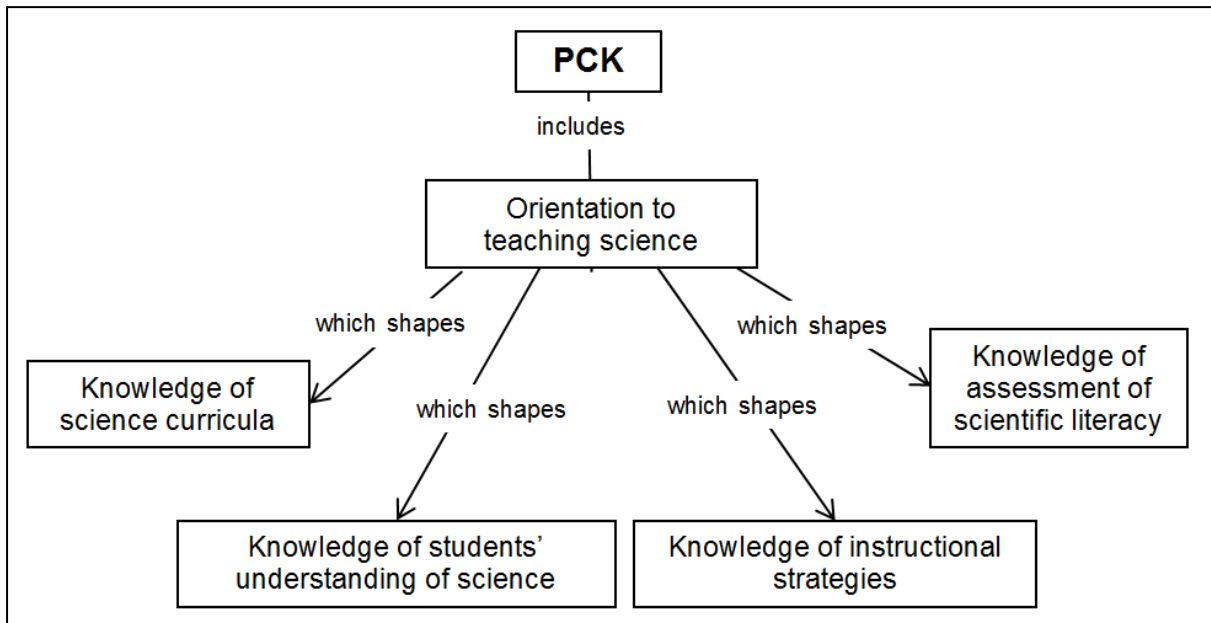 PCK
includes
Orientation to
teaching science
which shapes
which shapes
which shapes
which shapes
Knowledge of
science curricula
Knowledge of
assessment of
scientific literacy
Knowledge of students’
understanding of science
Knowledge of instructional
strategies